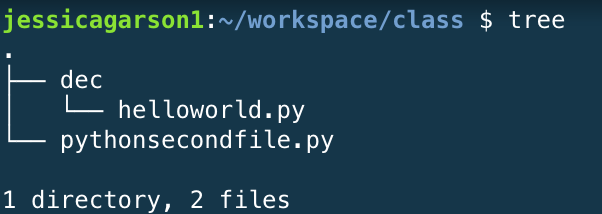 jessicagarson1:~/workspace/class $ tree
.
├── dec
│   └── helloworld.py
└── pythonsecondfile.py
1 directory, 2 files